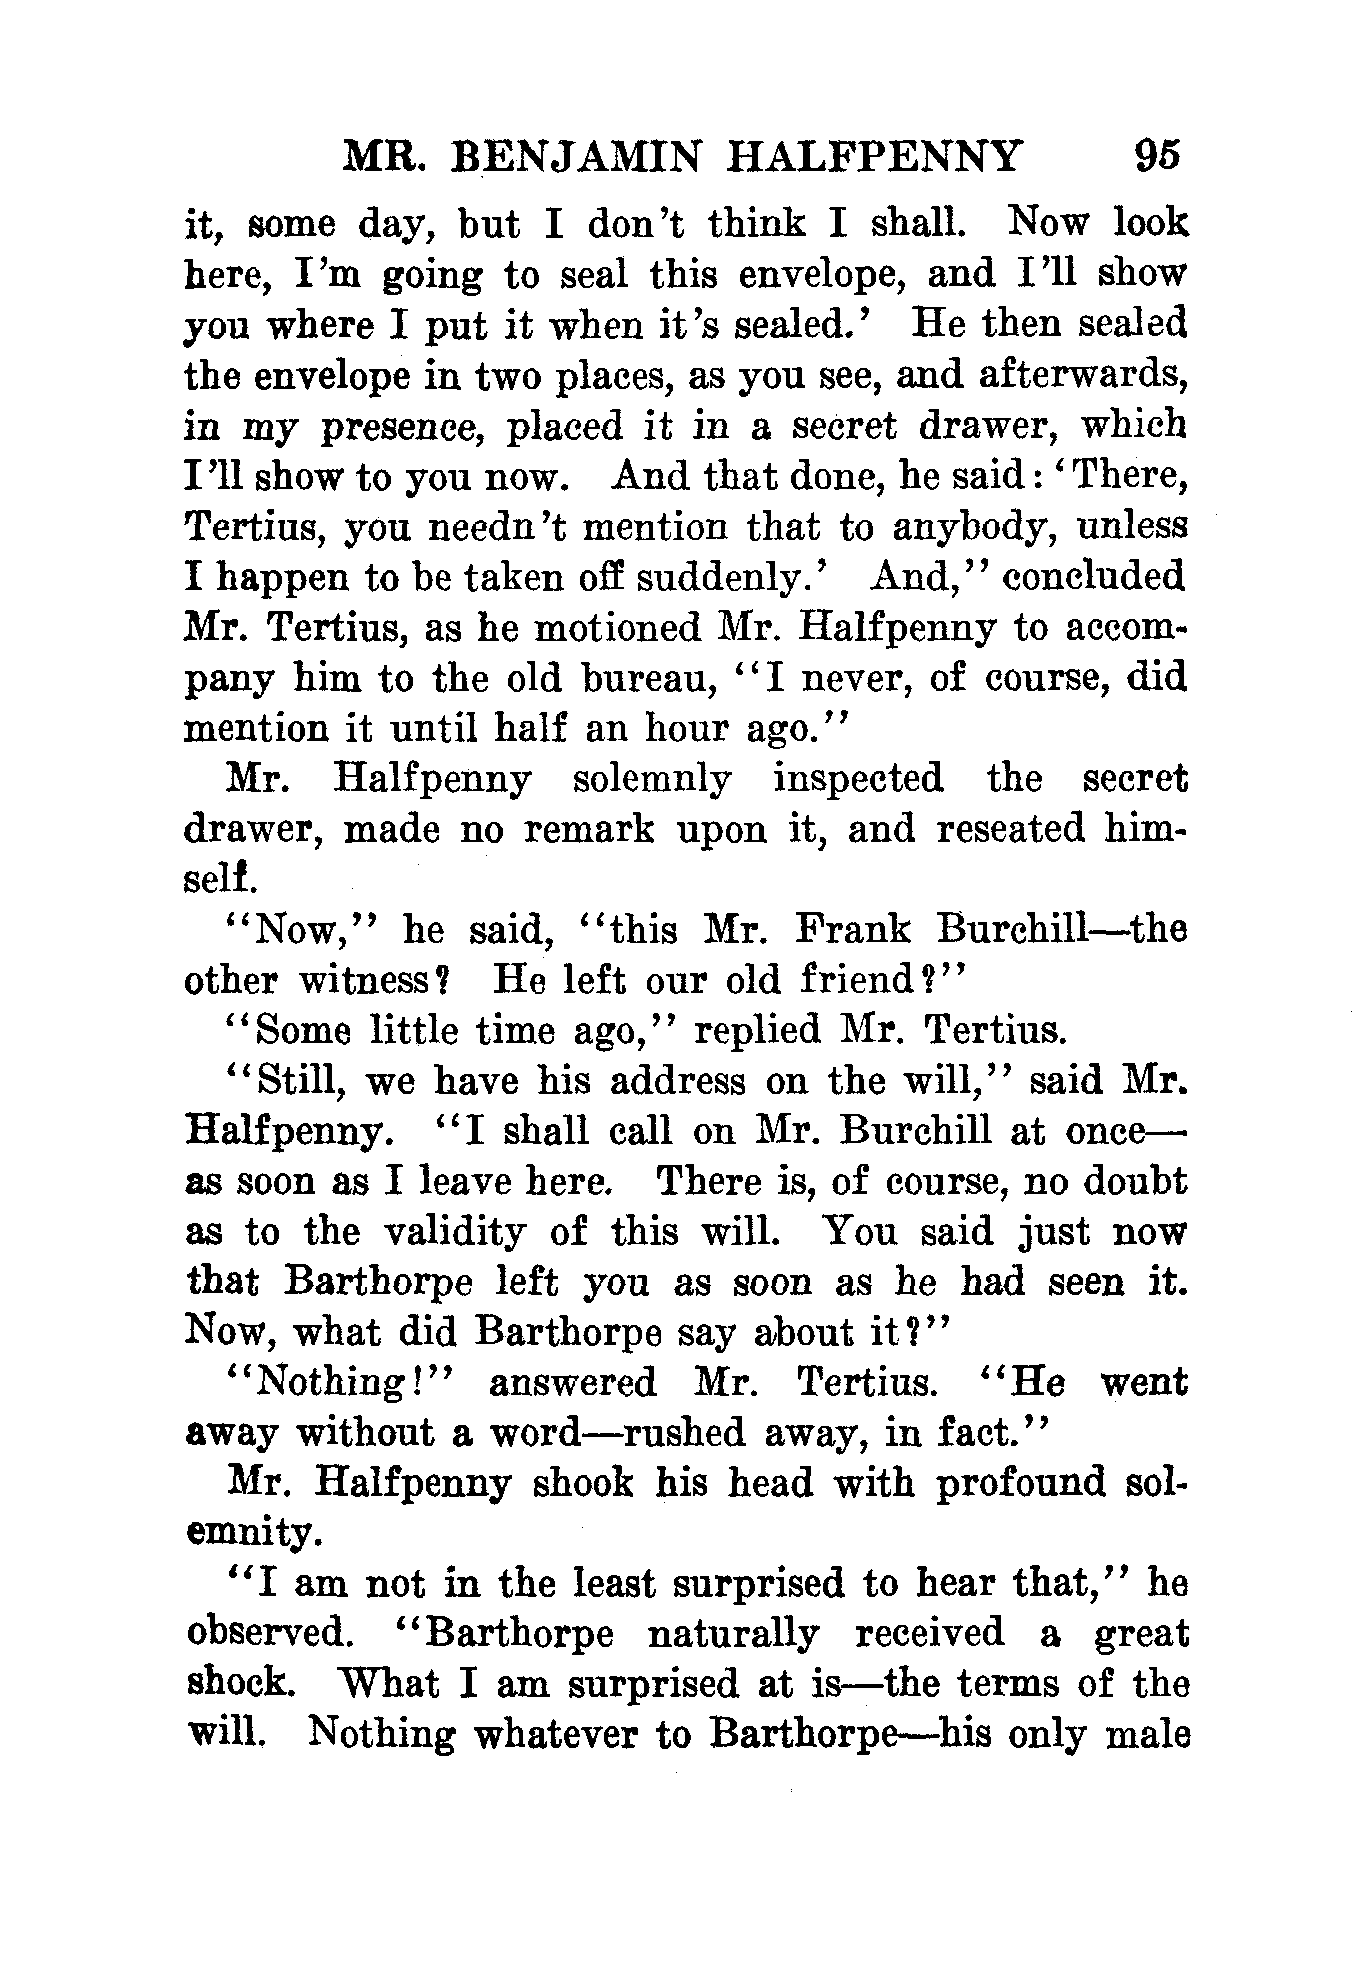 MR. BENJAMIN HALFPENNY 95
it, some day, but I don't think I shall. Now look
here, I'm going to seal this envelope, and I'll show
you where I put it when it's sealed.' He then sealed
the envelope in two places, as you see, and afterwards,
in my presence, placed it in a secret drawer, which
I'll show to you now. And that done, he said: 'There,
Tertius, you needn't mention that to anybody, unless
I happen to be taken off suddenly.' And," concluded
Mr. Tertius, as he motioned Mr. Halfpenny to accom-
pany him to the old bureau, "I never, of course, did
mention it until half an hour ago."
Mr. Halfpenny solemnly inspected the secret
drawer, made no remark upon it, and reseated him-
self.
"Now," he said, "this Mr. Frank Burchill—the
other witness? He left our old friend?"
"Some little time ago," replied Mr. Tertius.
"Still, we have his address on the will," said Mr.
Halfpenny. "I shall call on Mr. Burchill at once—
as soon as I leave here. There is, of course, no doubt
as to the validity of this will. You said just now
that Barthorpe left you as soon as he had seen it.
Now, what did Barthorpe say about it?"
"Nothing!" answered Mr. Tertius. "He went
away without a word—rushed away, in fact."
Mr. Halfpenny shook his head with profound sol-
emnity.
"I am not in the least surprised to hear that," he
observed. "Barthorpe naturally received a great
shock. What I am surprised at is—the terms of the
will. Nothing whatever to Barthorpe—his only male